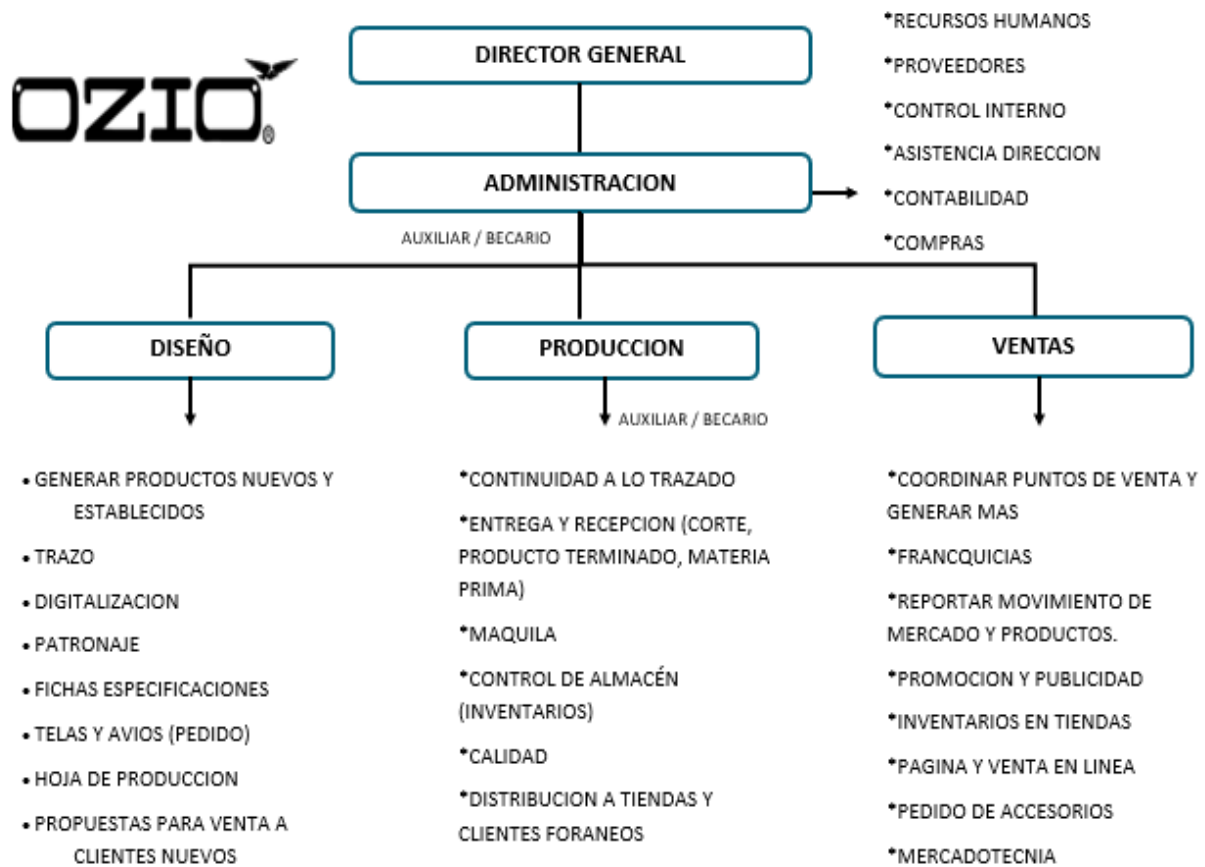 OZIO®
DIRECTOR GENERAL
ADMINISTRACION
*RECURSOS HUMANOS
*PROVEEDORES
*CONTROL INTERNO
*ASISTENCIA DIRECCION
*CONTABILIDAD
*COMPRAS
AUXILIAR / BECARIO
DISEÑO
• GENERAR PRODUCTOS NUEVOS Y
ESTABLECIDOS
• TRAZO
• DIGITALIZACION
• PATRONAJE
• FICHAS ESPECIFICACIONES
• TELAS Y AVIOS (PEDIDO)
• HOJA DE PRODUCCION
• PROPUESTAS PARA VENTA A
CLIENTES NUEVOS
PRODUCCION
AUXILIAR / BECARIO
*CONTINUIDAD A LO TRAZADO
*ENTREGA Y RECEPCION (CORTE,
PRODUCTO TERMINADO, MATERIA
PRIMA)
*MAQUILA
*CONTROL DE ALMACÉN
(INVENTARIOS)
*CALIDAD
*DISTRIBUCION A TIENDAS Y
CLIENTES FORANEOS
VENTAS
*COORDINAR PUNTOS DE VENTA Y
GENERAR MAS
*FRANCQUICIAS
*REPORTAR MOVIMIENTO DE
MERCADO Y PRODUCTOS.
*PROMOCION Y PUBLICIDAD
*INVENTARIOS EN TIENDAS
*PAGINA Y VENTA EN LINEA
*PEDIDO DE ACCESORIOS
*MERCADOTECNIA